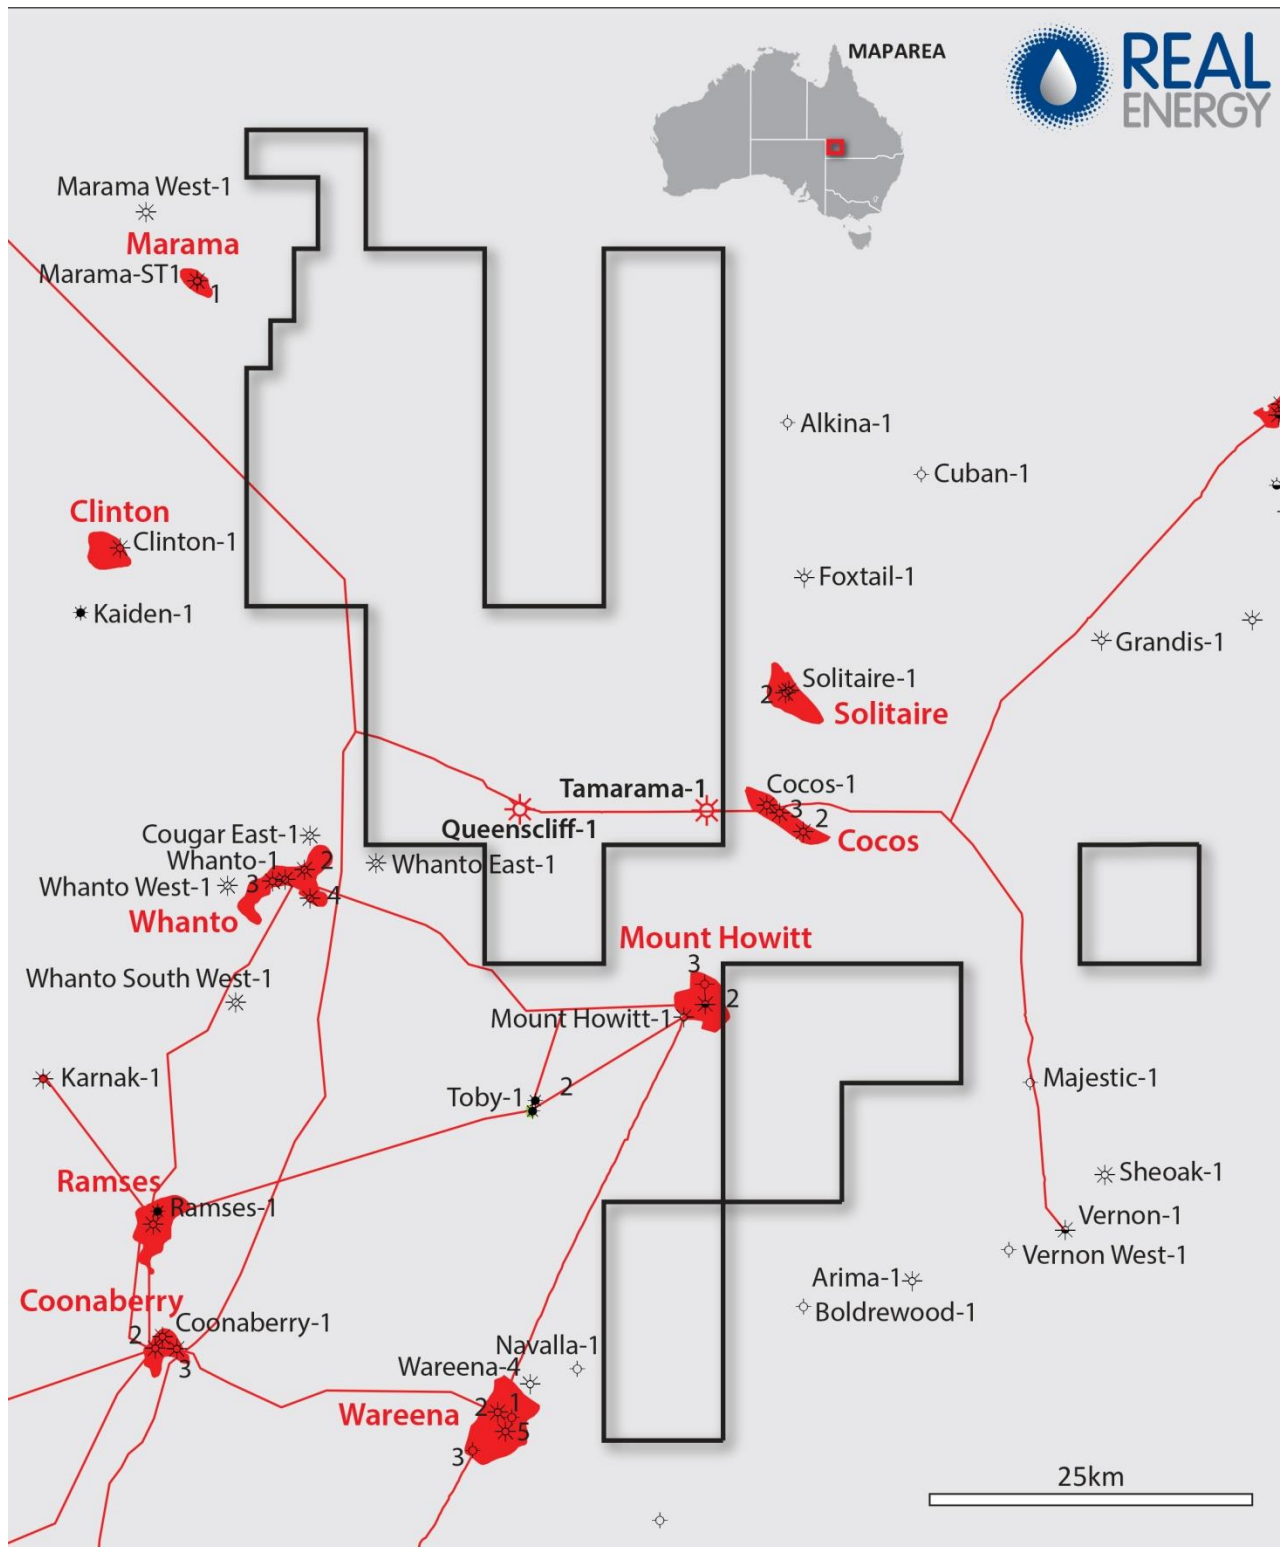 MAPAREA
REAL
ENERGY
Marama West-1
Marama
Marama-ST1
1
Alkina-1
Cuban-1
Clinton
Clinton-1
Foxtail-1
Kaiden-1
Grandis-1
Solitaire-1
2
Solitaire
Tamarama-1
Cocos-1
3
2
Queenscliff-1
Cocos
Cougar East-1
Whanto-1
2
Whanto East-1
Whanto West-1
3
4
Whanto
Mount Howitt
3
Whanto South West-1
2
Mount Howitt-1
Karnak-1
Majestic-1
Toby-1
2
Ramses
Sheoak-1
Ramses-1
Vernon-1
Vernon West-1
Arima-1
Coonaberry
Boldrewood-1
Coonaberry-1
2
3
Navalla-1
Wareena-4
Wareena
2
1
5
3
25km